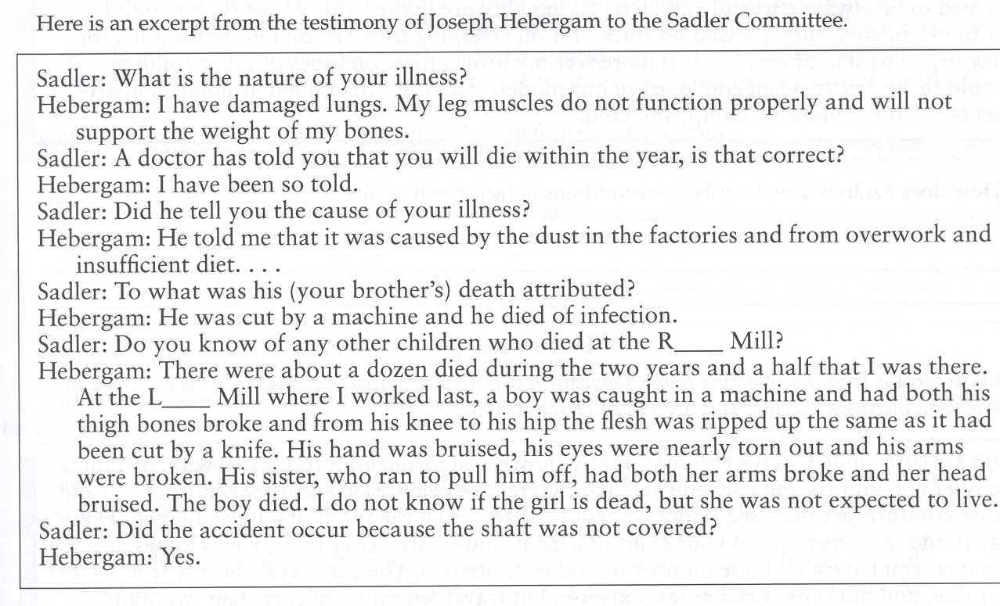 Here is an excerpt from the testimony of Joseph Hebergam to the Sadler Committee:
Sadler: What is the nature of your illness?
Hebergam: I have damaged lungs. My leg muscles do not function properly and will not
support the weight of my bones.
Sadler: A doctor has told you that you will die within the year, is that correct?
Hebergam: I have been so told.
Sadler: Did he tell you the cause of your illness?
Hebergam: He told me that it was caused by the dust in the factories and from overwork and
insufficient diet. . . .
Sadler: To what was his (your brother's) death attributed?
Hebergam: He was cut by a machine and he died of infection.
Sadler: Do you know of any other children who died at the R____ Mill?
Hebergam: There were about a dozen died during the two years and a half that I was there.
At the L____ Mill where I worked last, a boy was caught in a machine and had both his
thigh bones broke and from his knee to his hip the flesh was ripped up the same as it had
been cut by a knife. His hand was bruised, his eyes were nearly torn out and his arms
were broken. His sister, who ran to pull him off, had both her arms broke and her head
bruised. The boy died. I do not know if the girl is dead, but she was not expected to live.
Sadler: Did the accident occur because the shaft was not covered?
Hebergam: Yes.